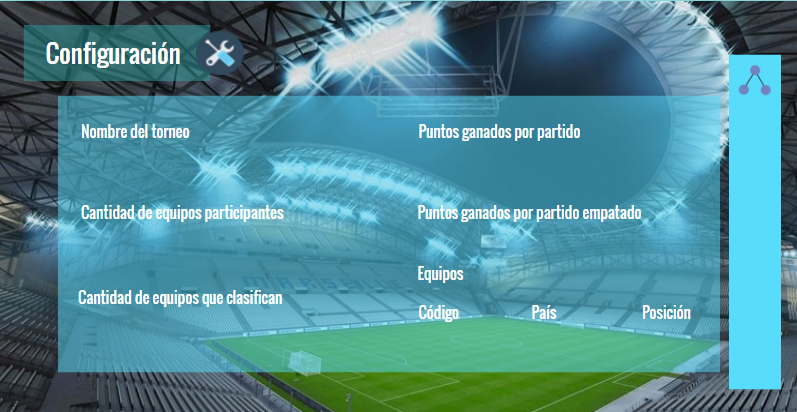 Configuración
Nombre del torneo
Puntos ganados por partido
Cantidad de equipos participantes
Puntos ganados por partido empatado
Equipos
Cantidad de equipos que clasifican
Código País Posición